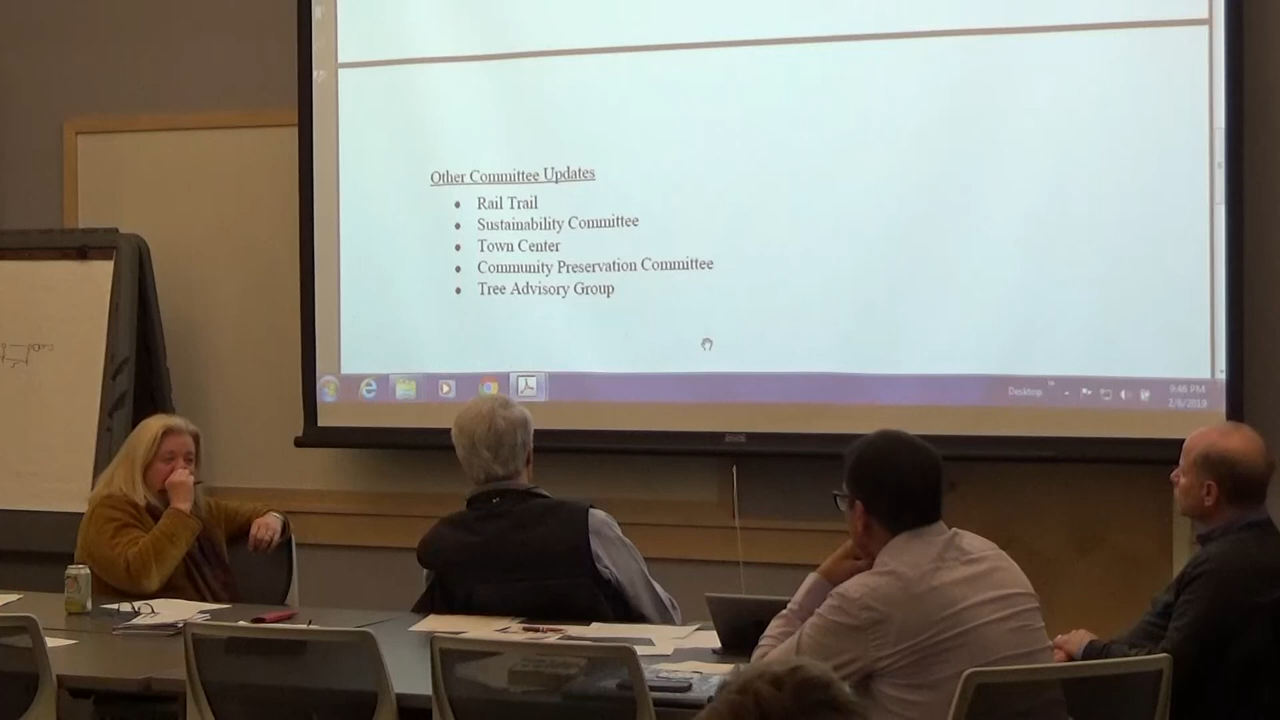 Other Committee Updates
• Rail Trail
• Sustainability Committee
• Town Center
• Community Preservation Committee
• Tree Advisory Group
Desktop
9:46 PM
2/6/2019